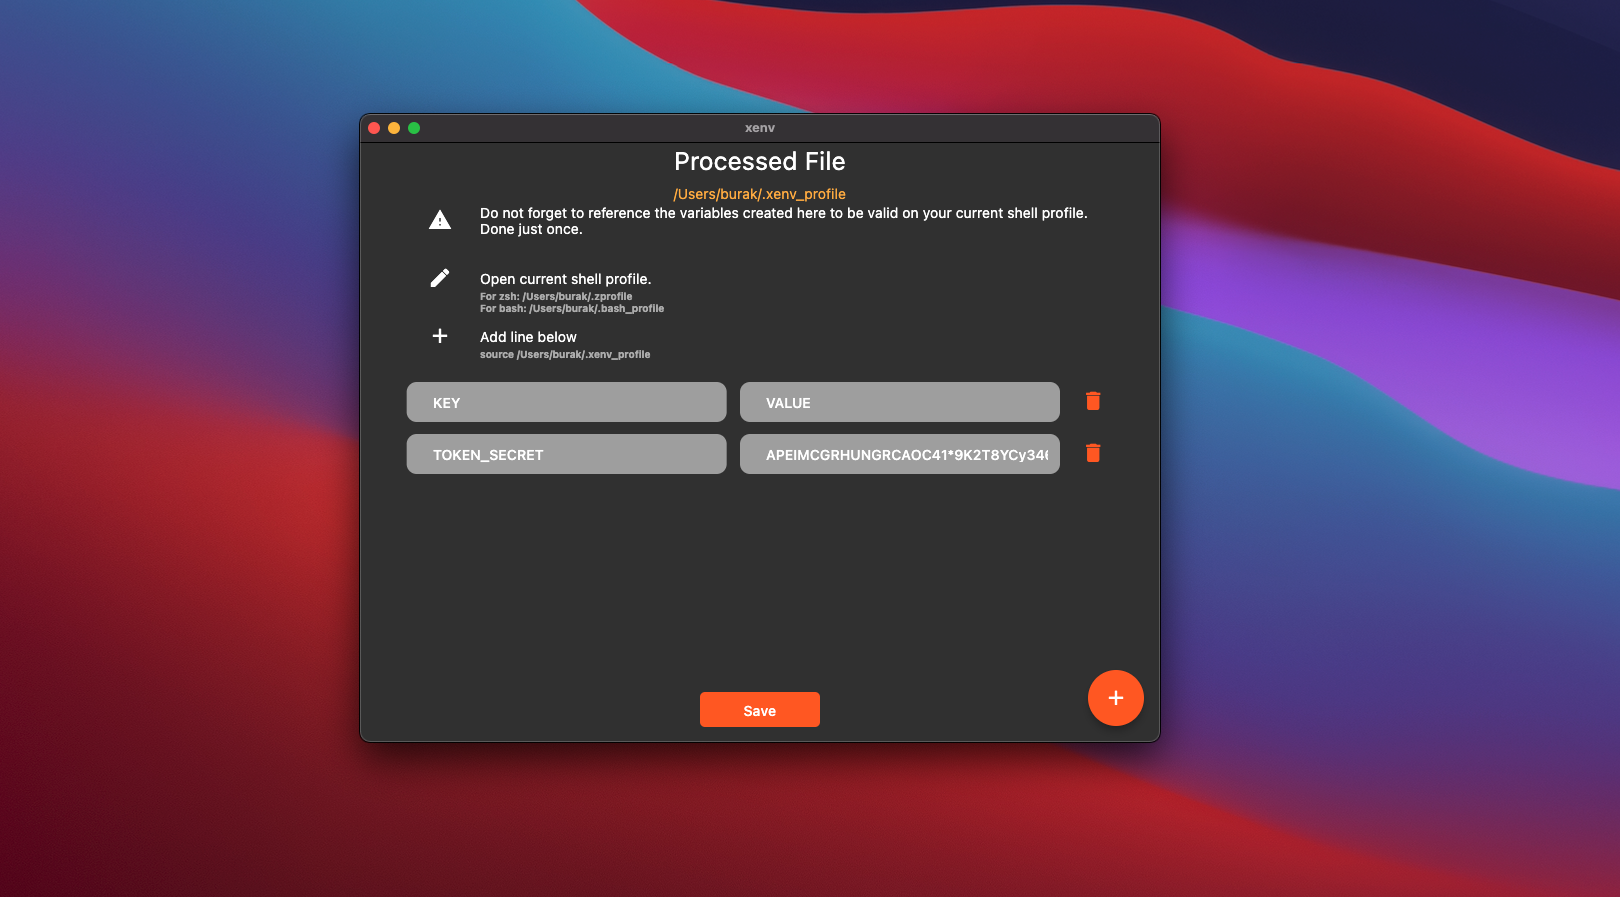 xenv
Processed File
/Users/burak/.xenv_profile
Do not forget to reference the variables created here to be valid on your current shell profile.
Done just once.
Open current shell profile.
For zsh: /Users/burak/.zprofile
For bash: /Users/burak/.bash_profile
Add line below
source /Users/burak/.xenv_profile
KEY VALUE
TOKEN_SECRET APEIMCGRHUNGRCAOC41*9K2T8YCy346
Save